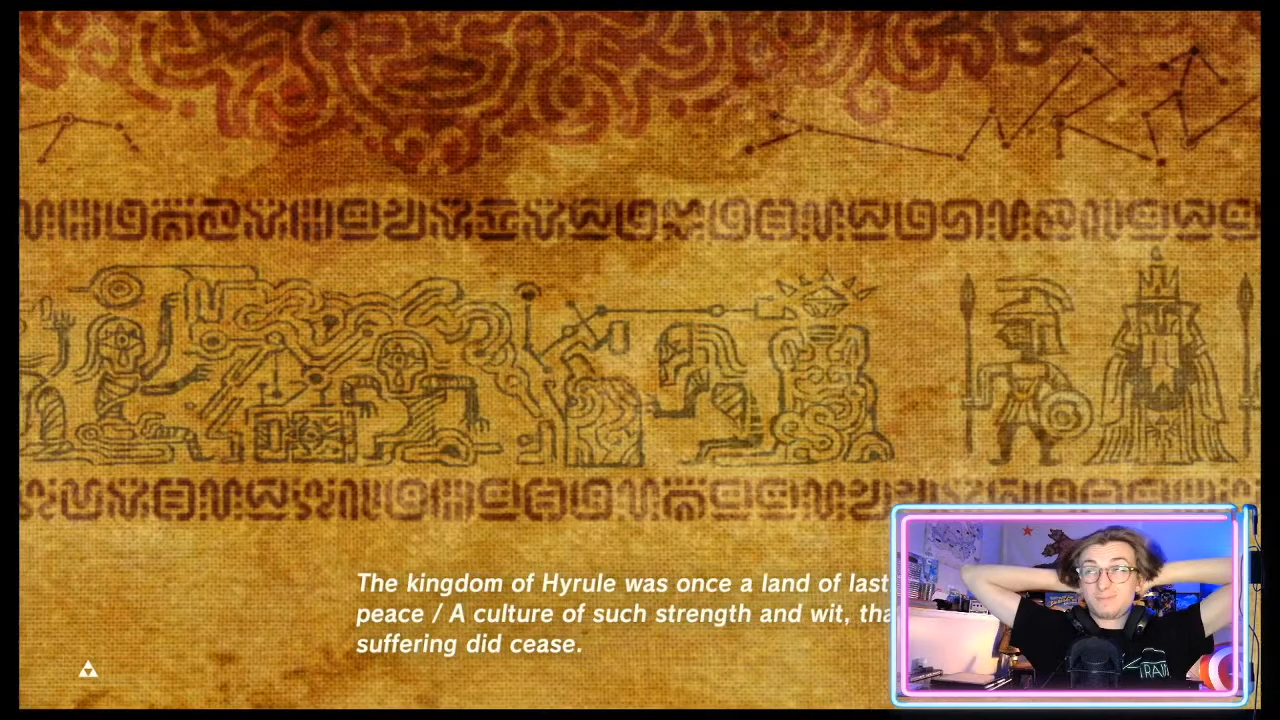 The kingdom of Hyrule was once a land of last
peace / A culture of such strength and wit, tha
suffering did cease.
TRAIN